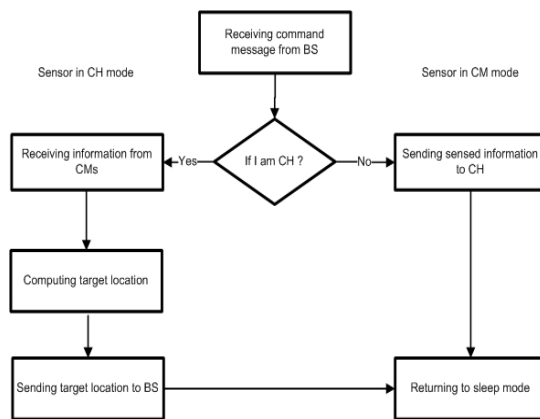 Receiving command
message from BS
Sensor in CH mode
Sensor in CM mode
Receiving information from
CMs
Yes
If I am CH ?
No
Sending sensed information
to CH
Computing target location
Sending target location to BS
Returning to sleep mode